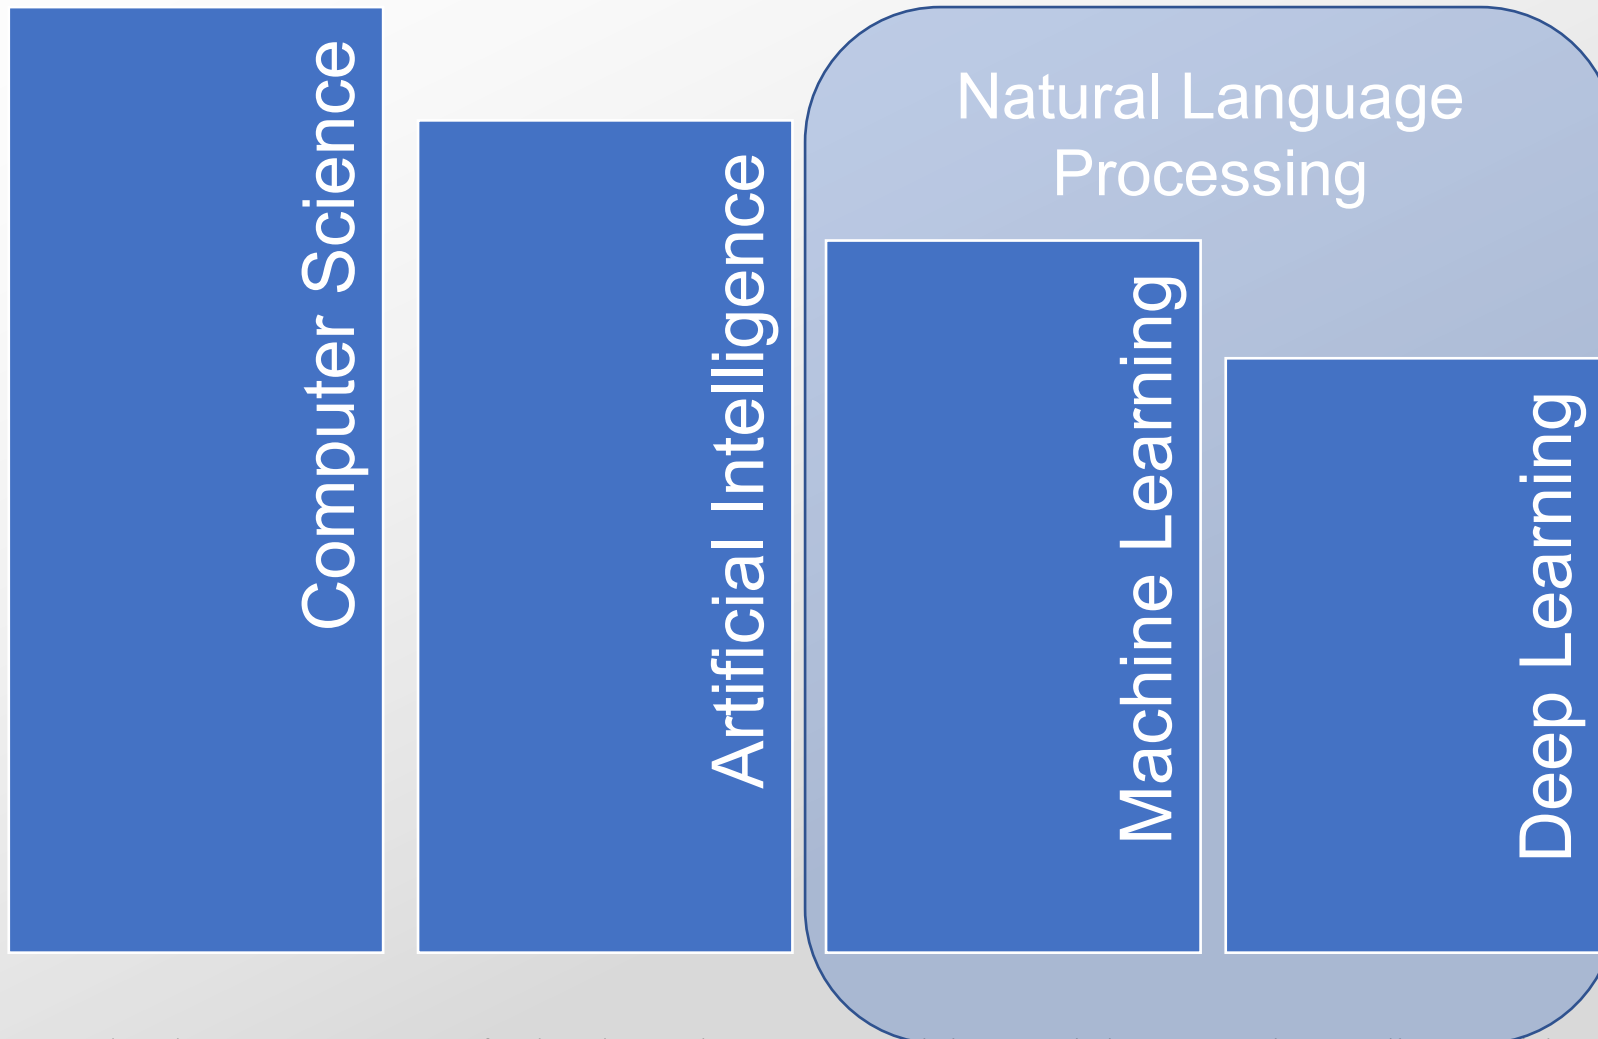 Computer Science
Artificial Intelligence
Natural Language
Processing
Machine Learning
Deep Learning